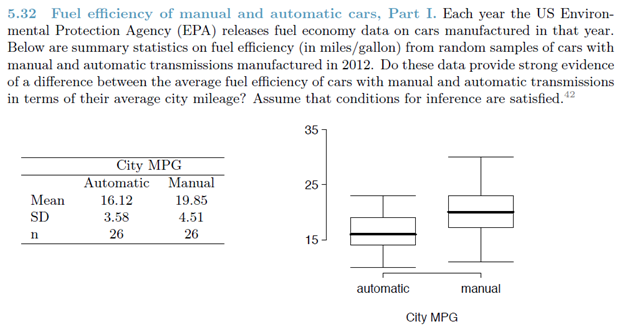 5.32 Fuel efficiency of manual and automatic cars, Part I. Each year the US Environ-
mental Protection Agency (EPA) releases fuel economy data on cars manufactured in that year.
Below are summary statistics on fuel efficiency (in miles/gallon) from random samples of cars with
manual and automatic transmissions manufactured in 2012. Do these data provide strong evidence
of a difference between the average fuel efficiency of cars with manual and automatic transmissions
in terms of their average city mileage? Assume that conditions for inference are satisfied.42
City MPG
Automatic Manual
Mean 16.12 19.85
SD 3.58 4.51
n 26 26
35
25
15
automatic manual
City MPG